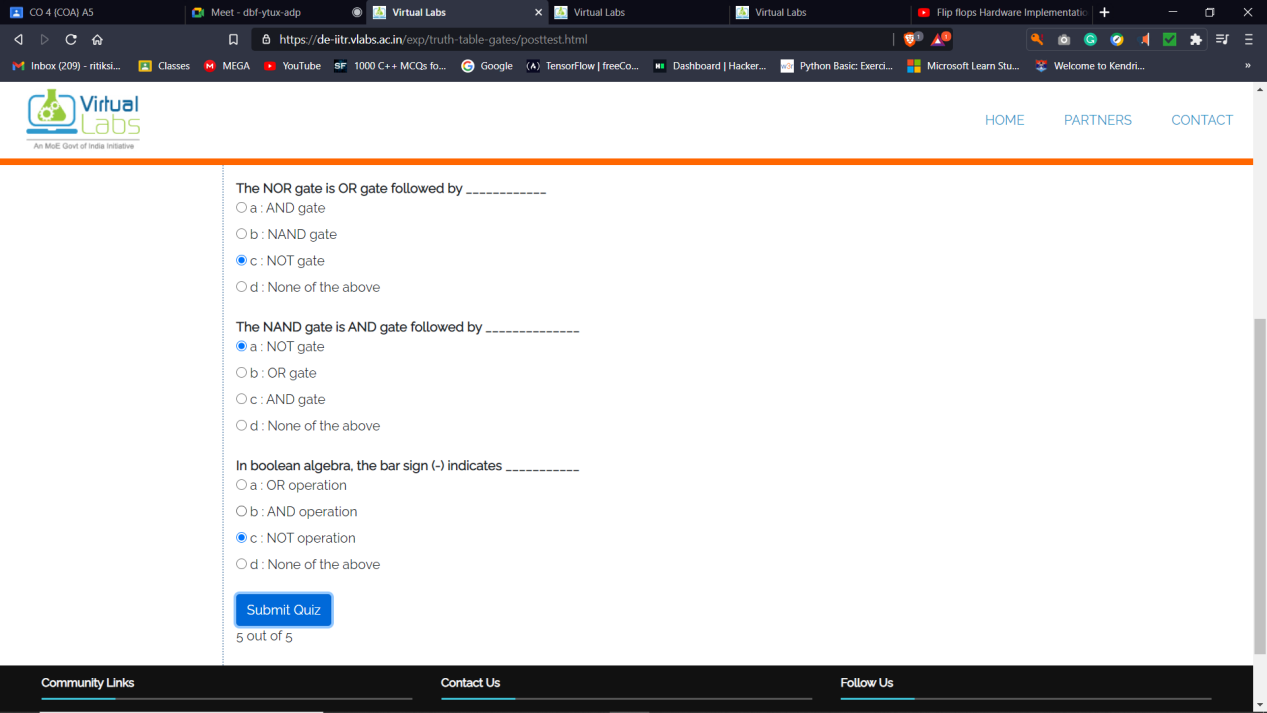 CO 4 {COA} A5
Meet - dbf-ytux-adp
Virtual Labs
Virtual Labs
Virtual Labs
Flip flops Hardware Implementatio
https://de-iitr.vlabs.ac.in/exp/truth-table-gates/posttest.html
1
1
Inbox (209) - ritiksi...
Classes
MEGA
YouTube
SF 1000 C++ MCQs fo...
Google
(A) TensorFlow | freeCo...
Dashboard | Hacker...
w3r Python Basic: Exerci...
Microsoft Learn Stu...
Welcome to Kendri...
»
Virtual
Labs
An MoE Govt of India Initiative
HOME
PARTNERS
CONTACT
The NOR gate is OR gate followed by ____________
a : AND gate
b : NAND gate
c : NOT gate
d : None of the above
The NAND gate is AND gate followed by ______________
a : NOT gate
b : OR gate
c : AND gate
d : None of the above
In boolean algebra, the bar sign (-) indicates ___________
a : OR operation
b : AND operation
c : NOT operation
d : None of the above
Submit Quiz
5 out of 5
Community Links
Contact Us
Follow Us